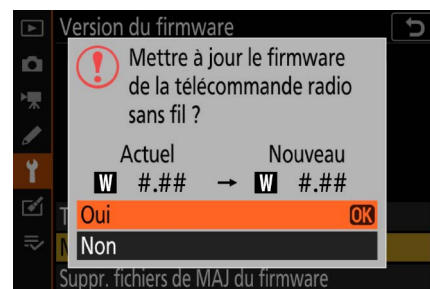 Version du firmware
Mettre à jour le firmware
de la télécommande radio
sans fil ?
Actuel Nouveau
W #.## → W #.##
Oui OK
Non
Suppr. fichiers de MAJ du firmware